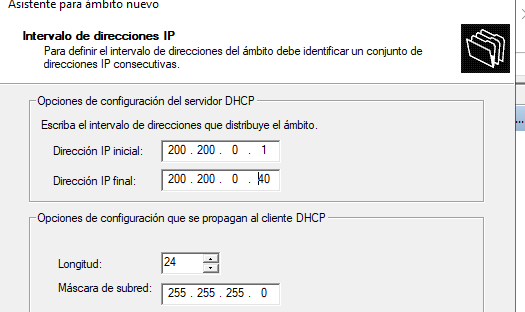 Asistente para ámbito nuevo
Intervalo de direcciones IP
Para definir el intervalo de direcciones del ámbito debe identificar un conjunto de
direcciones IP consecutivas.
Opciones de configuración del servidor DHCP
Escriba el intervalo de direcciones que distribuye el ámbito.
Dirección IP inicial: 200 . 200 . 0 . 1
Dirección IP final: 200 . 200 . 0 . 40
Opciones de configuración que se propagan al cliente DHCP
Longitud: 24
Máscara de subred: 255 . 255 . 255 . 0
...